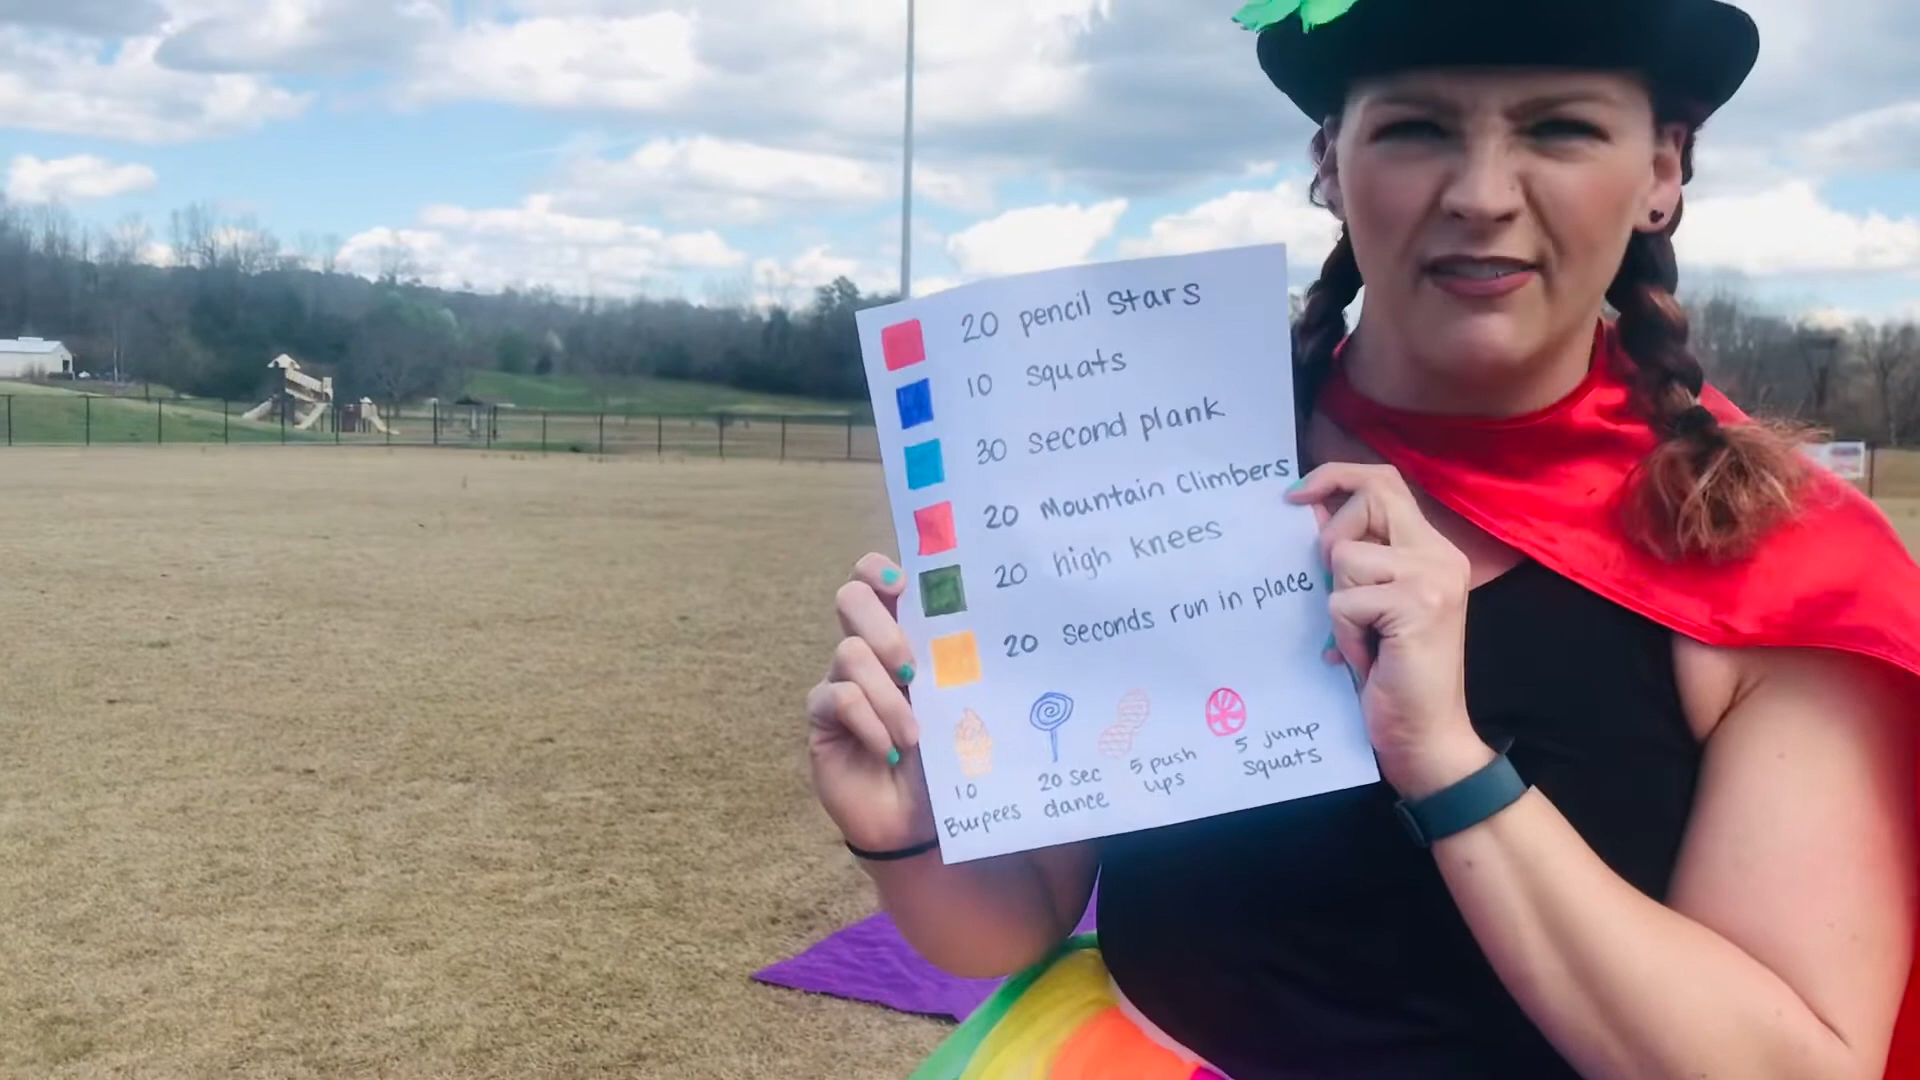 20 pencil stars
10 squats
30 second plank
20 Mountain Climbers
20 high knees
20 seconds run in place
10 Burpees
20 sec dance
5 push ups
5 jump squats